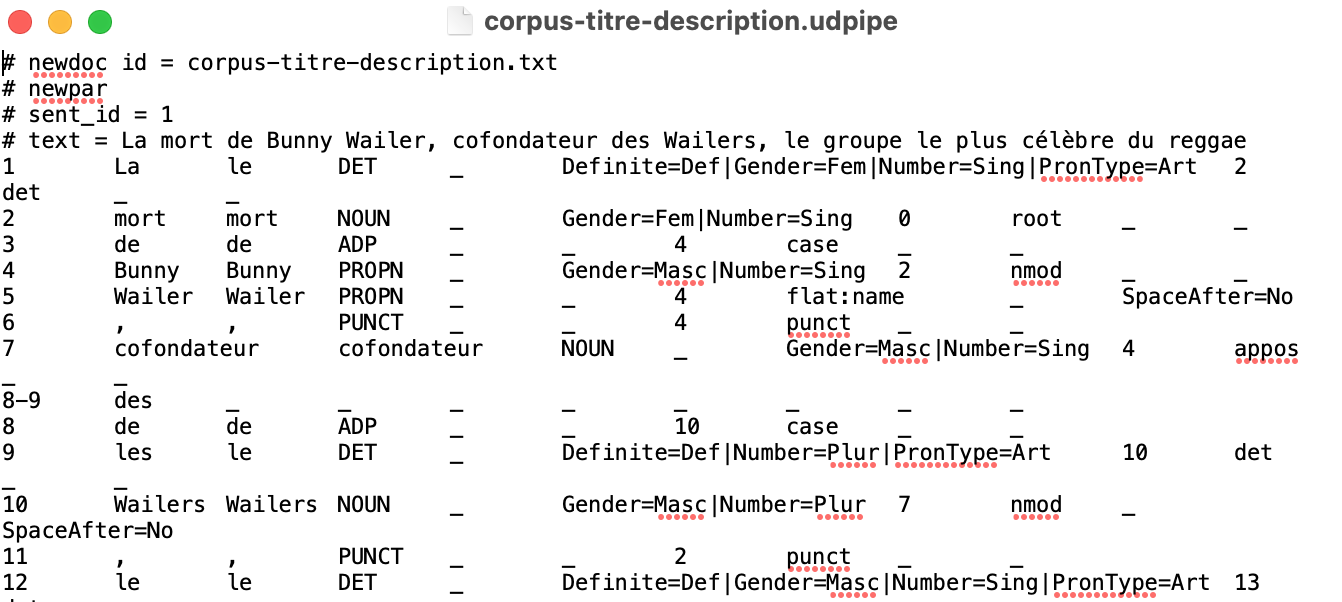 corpus-titre-description.udpipe
# newdoc id = corpus-titre-description.txt
# newpar
# sent_id = 1
# text = La mort de Bunny Wailer, cofondateur des Wailers, le groupe le plus célèbre du reggae
1 La le DET _ Definite=Def|Gender=Fem|Number=Sing|PronType=Art 2
det _ _
2 mort mort NOUN _ Gender=Fem|Number=Sing 0 root _ _
3 de de ADP _ _ 4 case _ _
4 Bunny Bunny PROPN _ Gender=Masc|Number=Sing 2 nmod _ _
5 Wailer Wailer PROPN _ _ 4 flat:name _ SpaceAfter=No
6 , , PUNCT _ _ 4 punct _ _
7 cofondateur cofondateur NOUN _ Gender=Masc|Number=Sing 4 appos
_ _
8-9 des _ _ _ _ _ _ _ _
8 de de ADP _ _ 10 case _ _
9 les le DET _ Definite=Def|Number=Plur|PronType=Art 10 det
_ _
10 Wailers Wailers NOUN _ Gender=Masc|Number=Plur 7 nmod _
SpaceAfter=No
11 , , PUNCT _ _ 2 punct _ _
12 le le DET _ Definite=Def|Gender=Masc|Number=Sing|PronType=Art 13